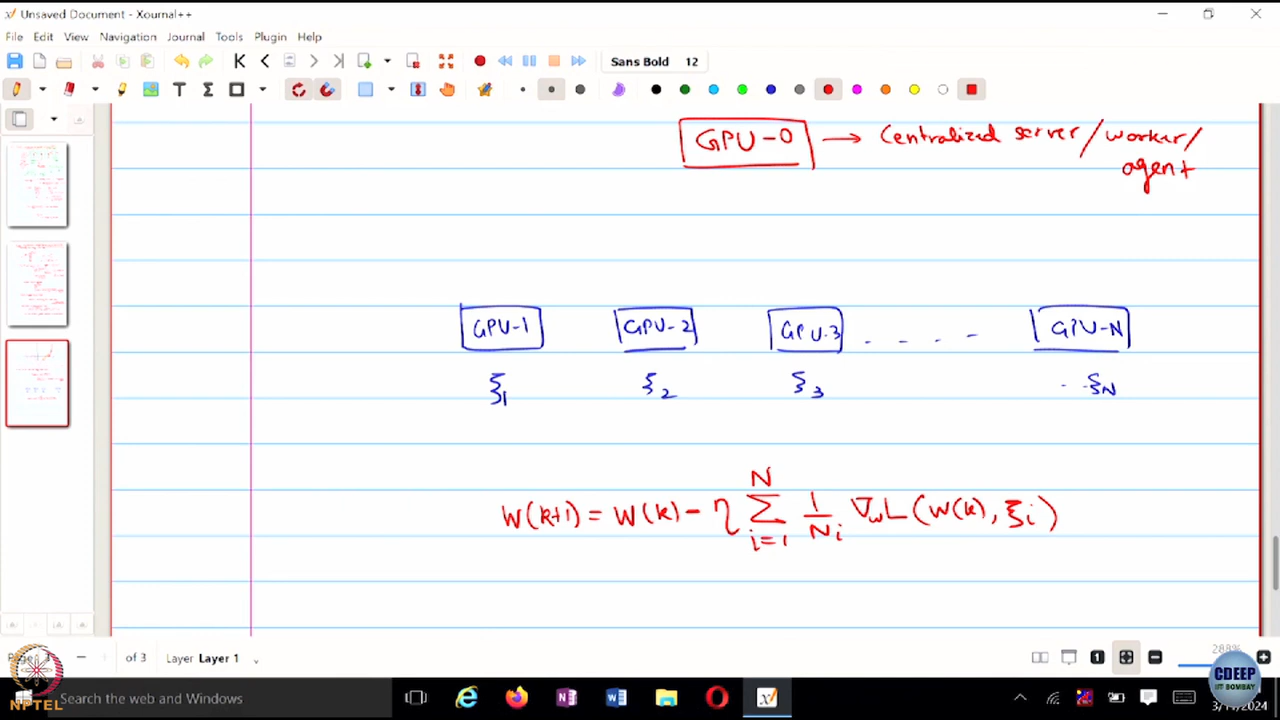 Unsaved Document - Xournal++
File Edit View Navigation Journal Tools Plugin Help
Sans Bold 12
GPU-0 → Centralized server/worker/
agent
GPU-1 GPU-2 GPU-3 . - - - GPU-N
ξ1 ξ2 ξ3 . . ξN
W(k+1) = W(k) - η ∑_{i=1}^{N} 1/N_i ∇_w L (W(k), ξi)
of 3 Layer Layer 1
288%
Search the web and Windows
NPTEL
CDEEP
IIT BOMBAY